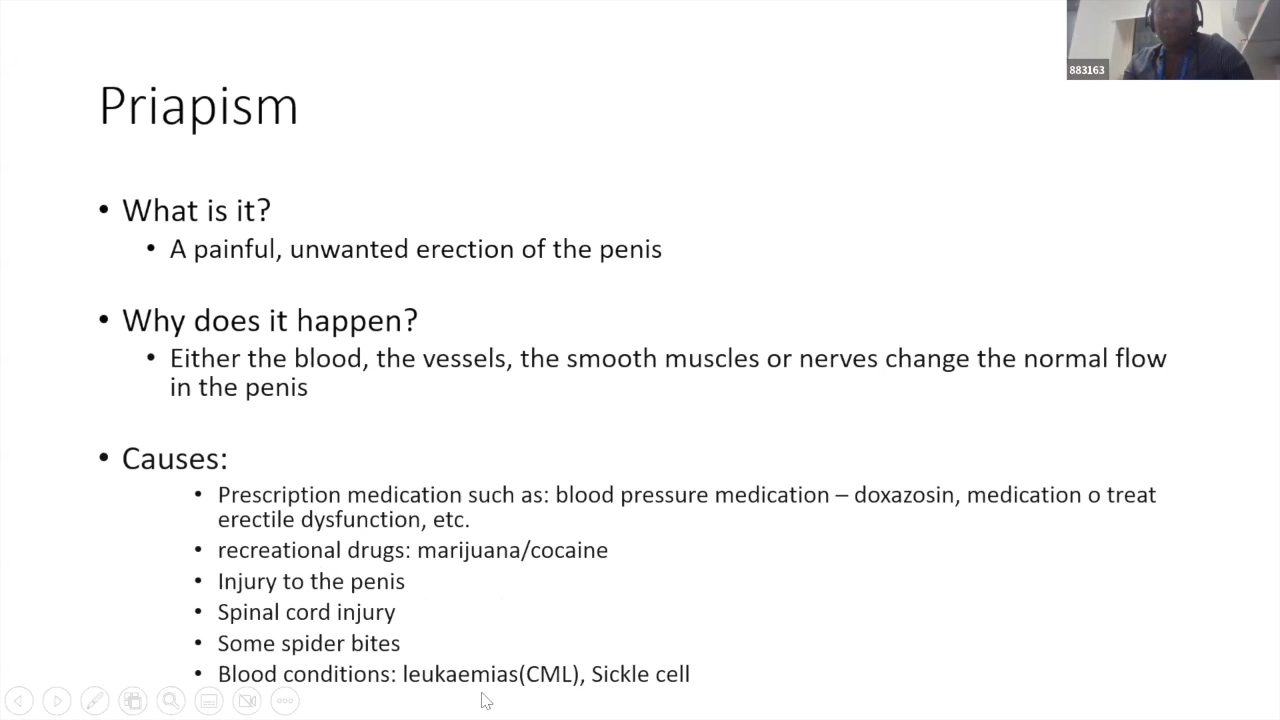 883163
Priapism
• What is it?
• A painful, unwanted erection of the penis
• Why does it happen?
• Either the blood, the vessels, the smooth muscles or nerves change the normal flow
in the penis
• Causes:
• Prescription medication such as: blood pressure medication – doxazosin, medication o treat
erectile dysfunction, etc.
• recreational drugs: marijuana/cocaine
• Injury to the penis
• Spinal cord injury
• Some spider bites
• Blood conditions: leukaemias(CML), Sickle cell